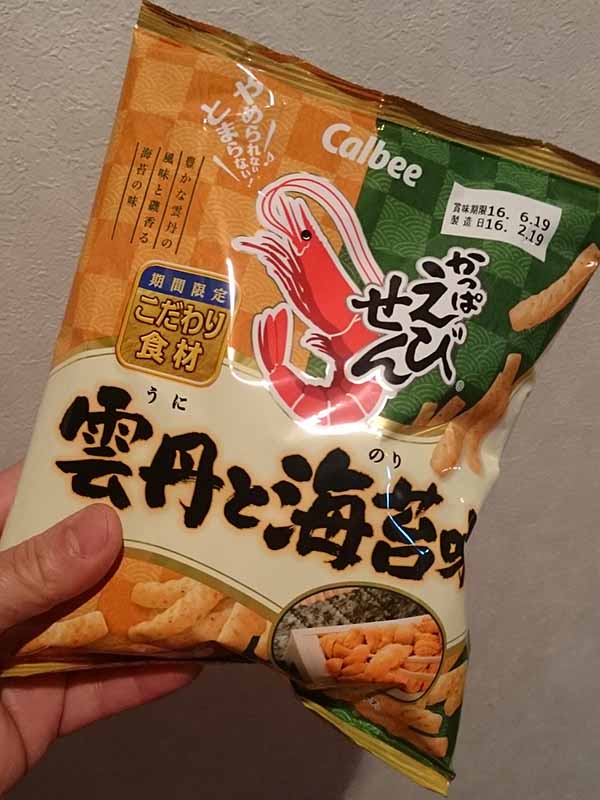 やめられない♪
とまらない!!
Calbee
賞味期限16. 6.19
製造日16. 2.19
豊かな雲丹の
風味と磯香る
海苔の味
かっぱ
えび
せん
®
期間限定
こだわり
食材
うに
のり
雲丹と海苔味